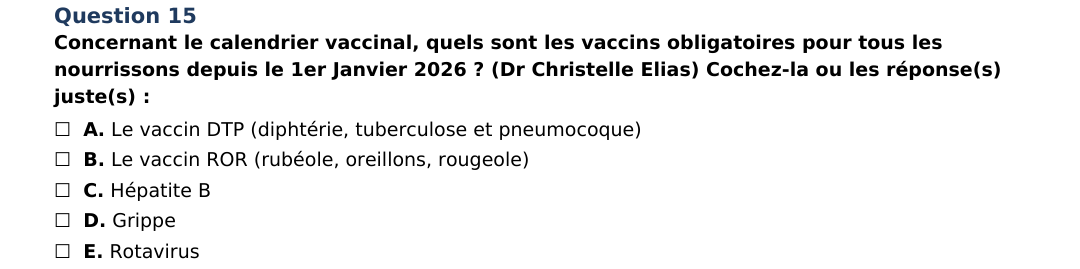 Question 15
Concernant le calendrier vaccinal, quels sont les vaccins obligatoires pour tous les
nourrissons depuis le 1er Janvier 2026 ? (Dr Christelle Elias) Cochez-la ou les réponse(s)
juste(s) :
☐ A. Le vaccin DTP (diphtérie, tuberculose et pneumocoque)
☐ B. Le vaccin ROR (rubéole, oreillons, rougeole)
☐ C. Hépatite B
☐ D. Grippe
☐ E. Rotavirus